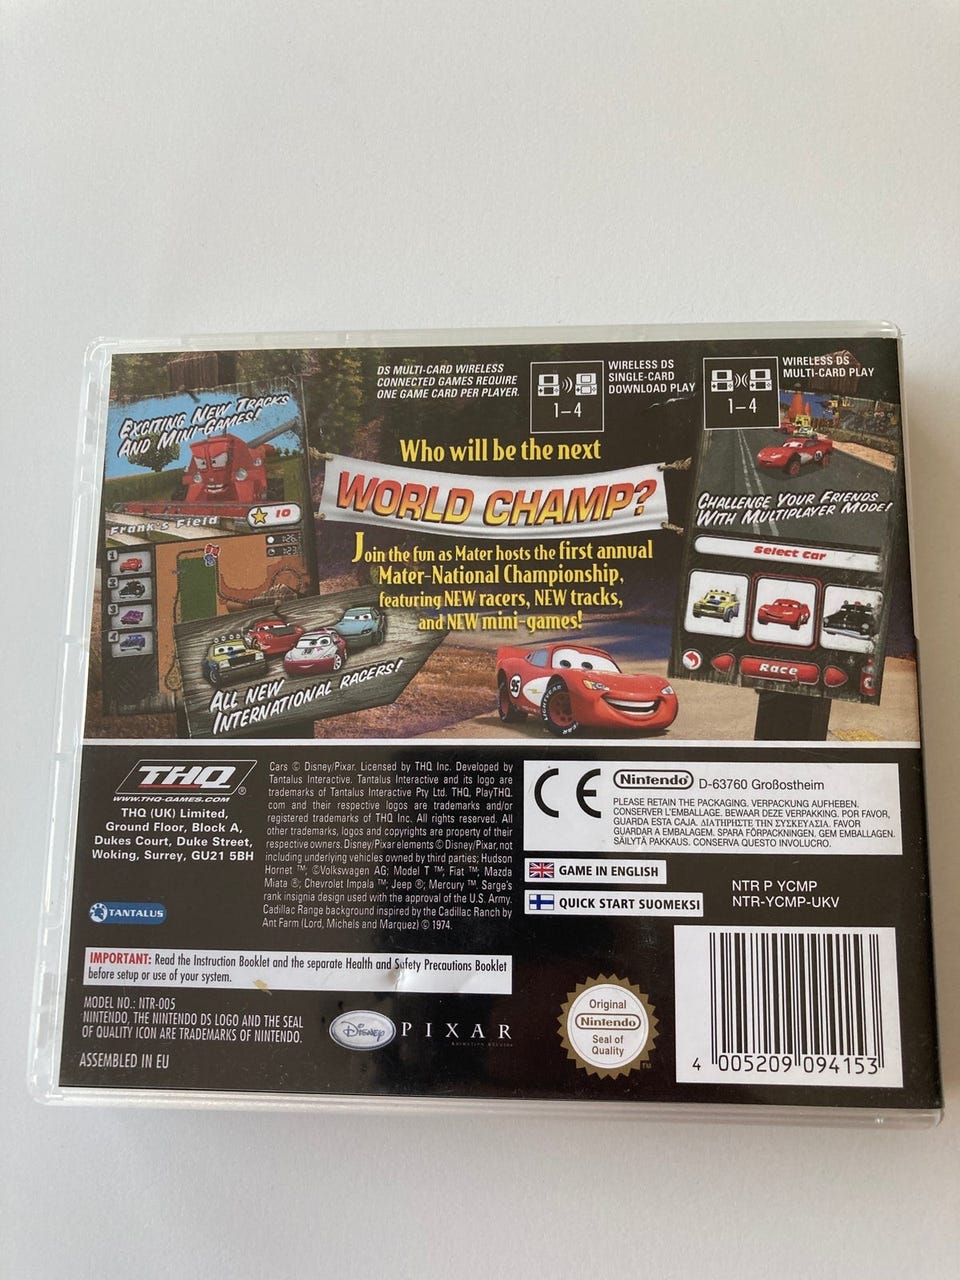 DS MULTI-CARD WIRELESS
CONNECTED GAMES REQUIRE
ONE GAME CARD PER PLAYER.
1–4
WIRELESS DS
SINGLE-CARD
DOWNLOAD PLAY
1–4
WIRELESS DS
MULTI-CARD PLAY
EXCITING NEW TRACKS
AND MINI-GAMES!
Frank's Field
10
1
2
3
4
Who will be the next
WORLD CHAMP?
Join the fun as Mater hosts the first annual
Mater-National Championship,
featuring NEW racers, NEW tracks,
and NEW mini-games!
ALL NEW
INTERNATIONAL RACERS!
95
CHALLENGE YOUR FRIENDS
WITH MULTIPLAYER MODE!
Select Car
Race
THQ ®
WWW.THQ-GAMES.COM
THQ (UK) Limited,
Ground Floor, Block A,
Dukes Court, Duke Street,
Woking, Surrey, GU21 5BH
TANTALUS
Cars © Disney/Pixar. Licensed by THQ Inc. Developed by
Tantalus Interactive. Tantalus Interactive and its logo are
trademarks of Tantalus Interactive Pty Ltd. THQ, PlayTHQ.
com and their respective logos are trademarks and/or
registered trademarks of THQ Inc. All rights reserved. All
other trademarks, logos and copyrights are property of their
respective owners. Disney/Pixar elements © Disney/Pixar, not
including underlying vehicles owned by third parties; Hudson
Hornet ™; ©Volkswagen AG; Model T ™; Fiat ™; Mazda
Miata ®; Chevrolet Impala ™; Jeep ®; Mercury ™. Sarge's
rank insignia design used with the approval of the U.S. Army.
Cadillac Range background inspired by the Cadillac Ranch by
Ant Farm (Lord, Michels and Marquez) © 1974.
CE
Nintendo D-63760 Großostheim
PLEASE RETAIN THE PACKAGING. VERPACKUNG AUFHEBEN.
CONSERVER L'EMBALLAGE. BEWAAR DEZE VERPAKKING. POR FAVOR,
GUARDA ESTA CAJA. ΔΙΑΤΗΡΗΣΤΕ ΤΗΝ ΣΥΣΚΕΥΑΣΙΑ. FAVOR
GUARDAR A EMBALAGEM. SPARA FÖRPACKNINGEN. GEM EMBALLAGEN.
SÄILYTÄ PAKKAUS. CONSERVA QUESTO INVOLUCRO.
GAME IN ENGLISH
QUICK START SUOMEKSI
NTR P YCMP
NTR-YCMP-UKV
IMPORTANT: Read the Instruction Booklet and the separate Health and Safety Precautions Booklet
before setup or use of your system.
MODEL NO.: NTR-005
NINTENDO, THE NINTENDO DS LOGO AND THE SEAL
OF QUALITY ICON ARE TRADEMARKS OF NINTENDO.
ASSEMBLED IN EU
Disney PIXAR
ANIMATION STUDIOS
Original
Nintendo
Seal of
Quality
TM
4 005209 094153